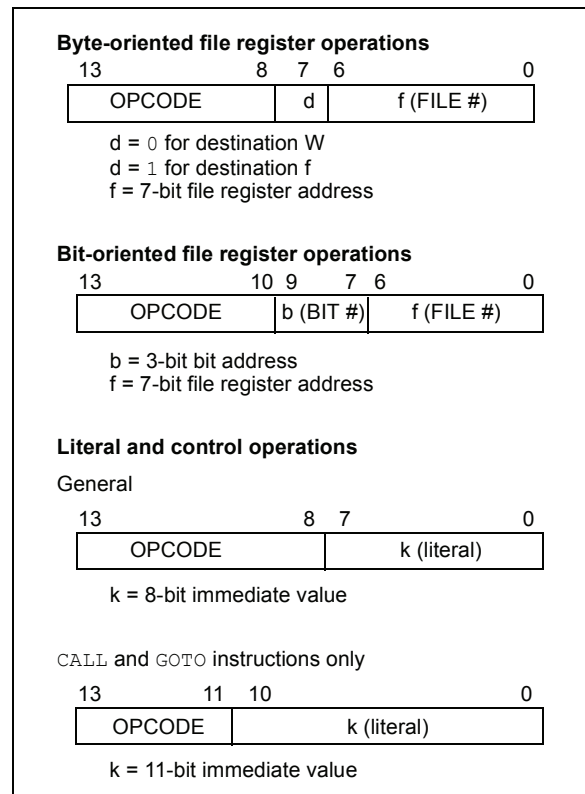 Byte-oriented file register operations
13 8 7 6 0
OPCODE d f (FILE #)
d = 0 for destination W
d = 1 for destination f
f = 7-bit file register address
Bit-oriented file register operations
13 10 9 7 6 0
OPCODE b (BIT #) f (FILE #)
b = 3-bit bit address
f = 7-bit file register address
Literal and control operations
General
13 8 7 0
OPCODE k (literal)
k = 8-bit immediate value
CALL and GOTO instructions only
13 11 10 0
OPCODE k (literal)
k = 11-bit immediate value